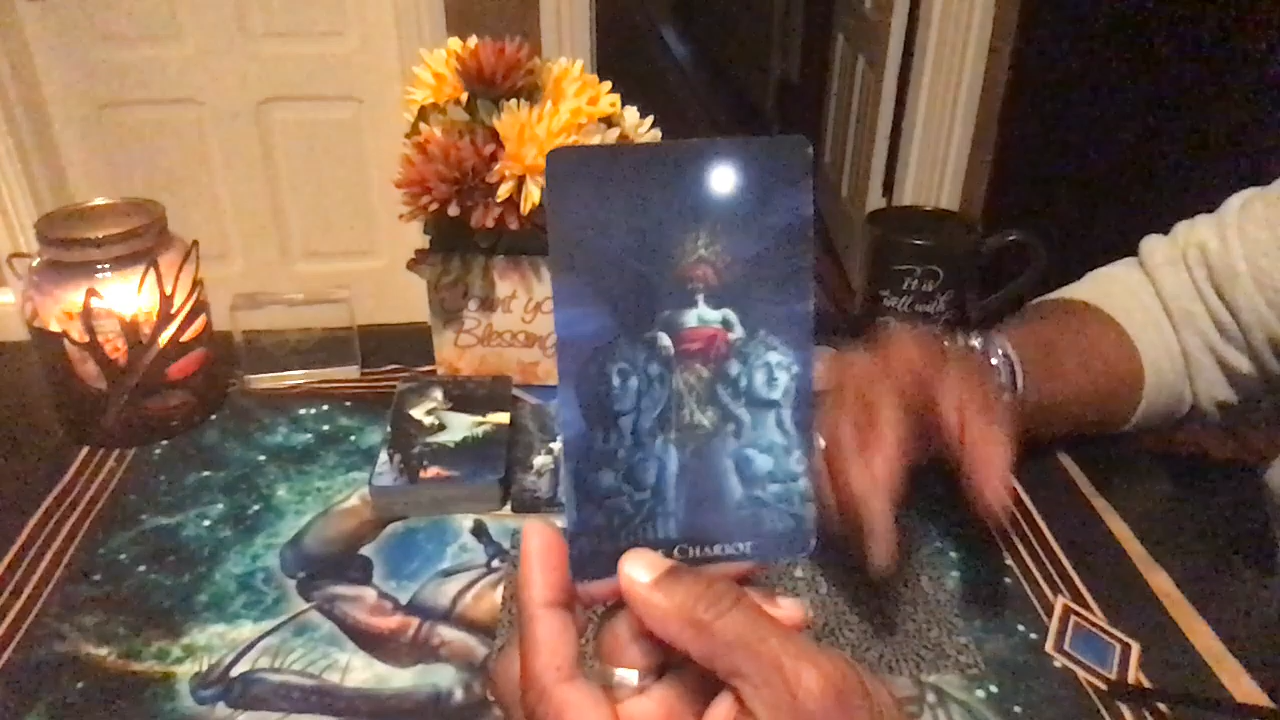 Count yo
Blessing
It is
well with
Chariot